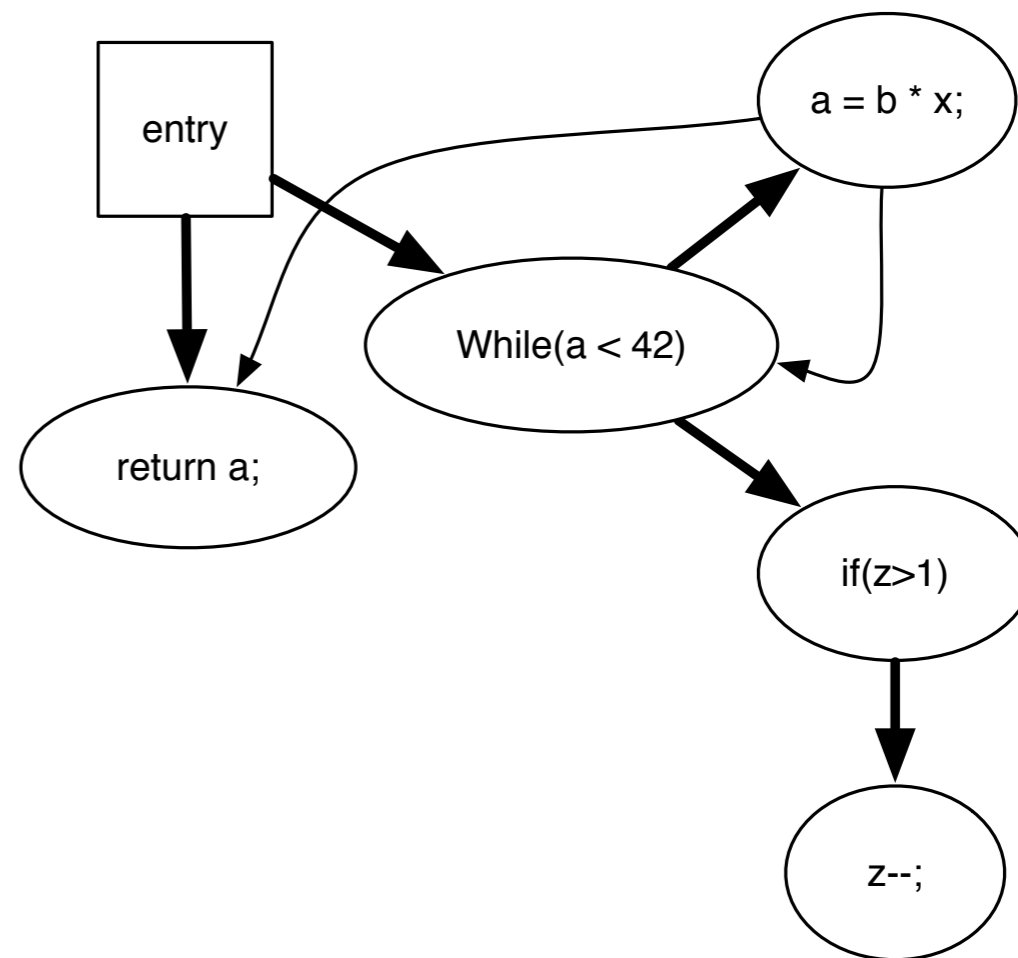 entry
a = b * x;
While(a < 42)
return a;
if(z>1)
z--;